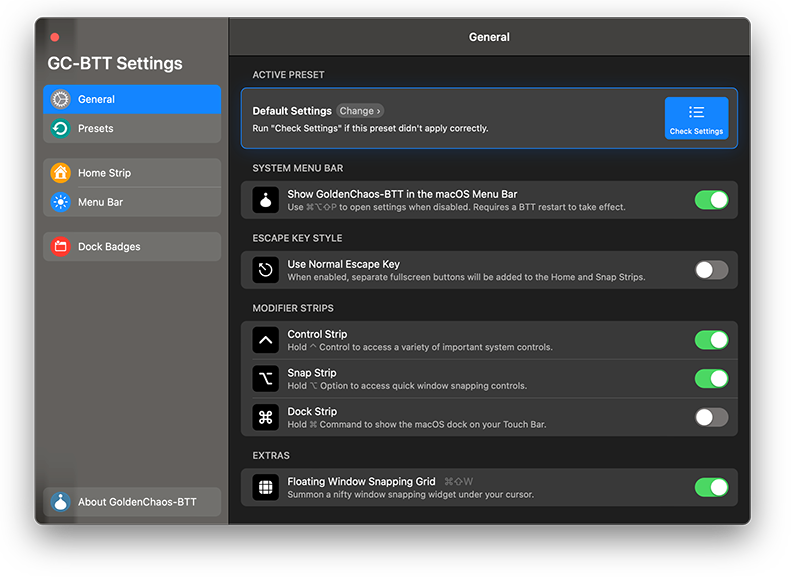 GC-BTT Settings
General
Presets
Home Strip
Menu Bar
Dock Badges
About GoldenChaos-BTT
General
ACTIVE PRESET
Default Settings Change ›
Run "Check Settings" if this preset didn't apply correctly.
Check Settings
SYSTEM MENU BAR
Show GoldenChaos-BTT in the macOS Menu Bar
Use ⌘⌥⇧P to open settings when disabled. Requires a BTT restart to take effect.
ESCAPE KEY STYLE
Use Normal Escape Key
When enabled, separate fullscreen buttons will be added to the Home and Snap Strips.
MODIFIER STRIPS
Control Strip
Hold ⌃ Control to access a variety of important system controls.
Snap Strip
Hold ⌥ Option to access quick window snapping controls.
Dock Strip
Hold ⌘ Command to show the macOS dock on your Touch Bar.
EXTRAS
Floating Window Snapping Grid ⌘⇧W
Summon a nifty window snapping widget under your cursor.